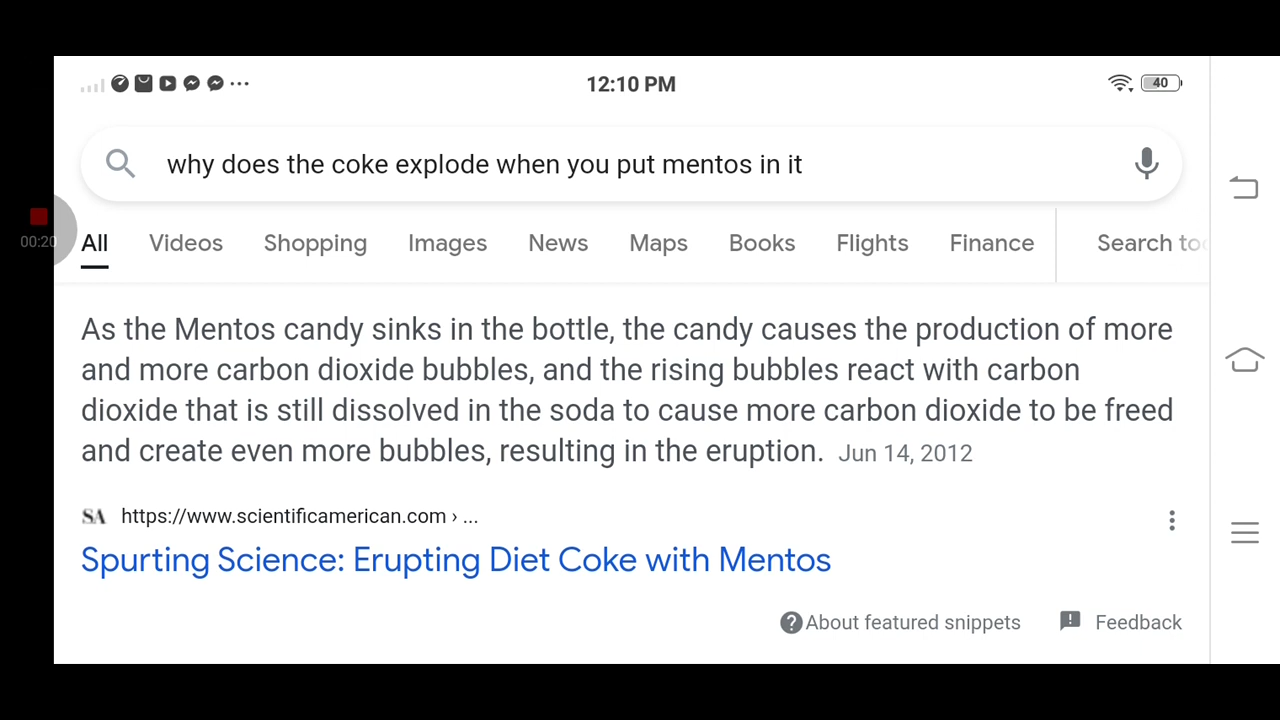 12:10 PM
40
why does the coke explode when you put mentos in it
00:20
All Videos Shopping Images News Maps Books Flights Finance Search to
As the Mentos candy sinks in the bottle, the candy causes the production of more
and more carbon dioxide bubbles, and the rising bubbles react with carbon
dioxide that is still dissolved in the soda to cause more carbon dioxide to be freed
and create even more bubbles, resulting in the eruption. Jun 14, 2012
SA https://www.scientificamerican.com › ...
Spurting Science: Erupting Diet Coke with Mentos
About featured snippets Feedback